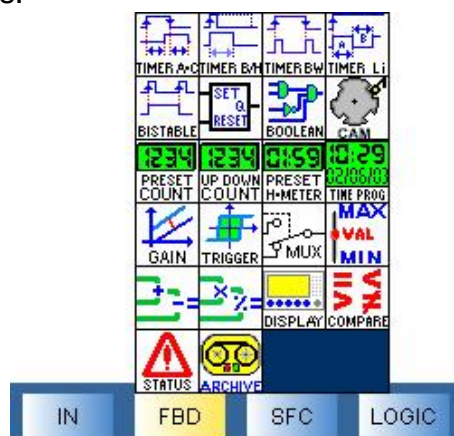 TIMER A•C TIMER B/H TIMER BW TIMER Li
A B
SET
Q
RESET
BISTABLE BOOLEAN CAM
1234 1234 01:59 10:29
02/06/03
PRESET COUNT UP DOWN COUNT PRESET H•METER TIME PROG
MAX
VAL
MIN
GAIN TRIGGER MUX
+ - = × % =
DISPLAY COMPARE
STATUS ARCHIVE
IN FBD SFC LOGIC